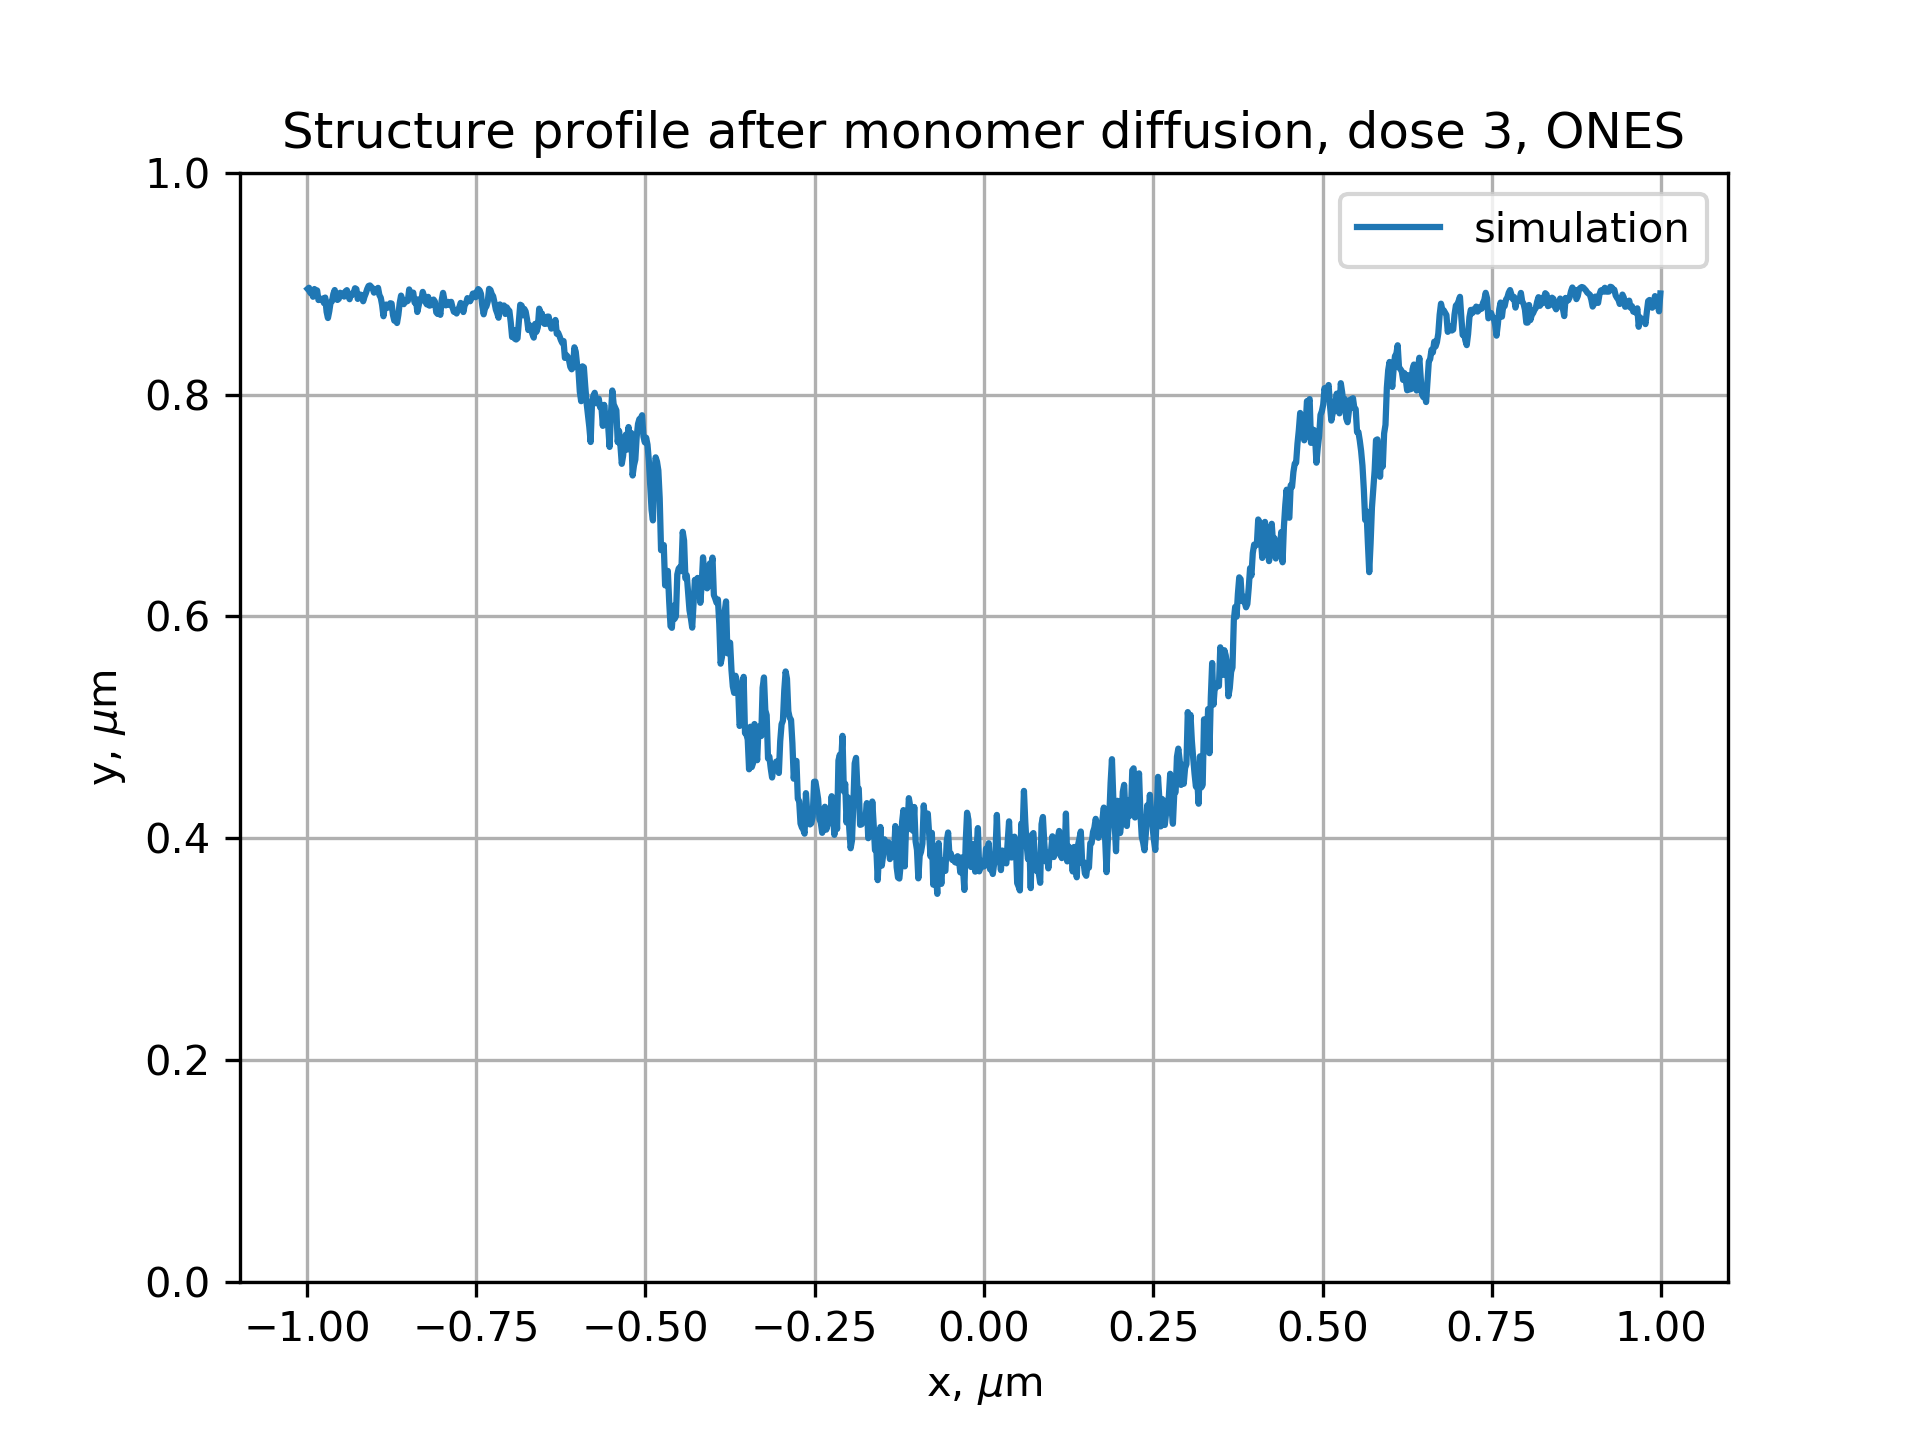 Structure profile after monomer diffusion, dose 3, ONES
simulation
1.0
0.8
0.6
0.4
0.2
0.0
y, μm
−1.00 −0.75 −0.50 −0.25 0.00 0.25 0.50 0.75 1.00
x, μm